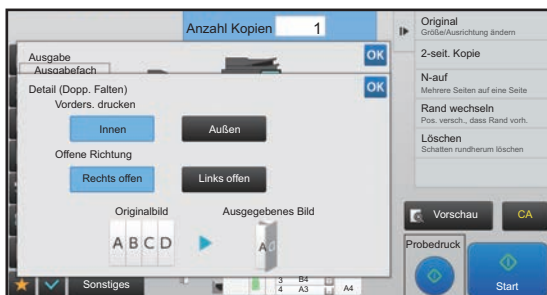 Anzahl Kopien 1
Ausgabe
OK
Ausgabefach
Detail (Dopp. Falten)
OK
Vorders. drucken
Innen
Außen
Offene Richtung
Rechts offen
Links offen
Originalbild
Ausgegebenes Bild
A B C D
A
Sonstiges
3 B4
4 A3
A4
Original
Größe/Ausrichtung ändern
2-seit. Kopie
N-auf
Mehrere Seiten auf eine Seite
Rand wechseln
Pos. versch., dass Rand vorh.
Löschen
Schatten rundherum löschen
Vorschau
CA
Probedruck
Start